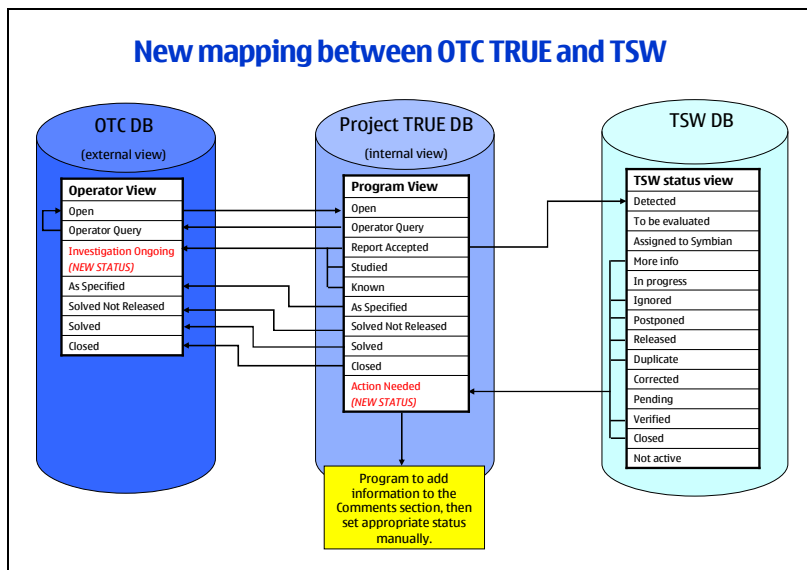 New mapping between OTC TRUE and TSW
OTC DB
(external view)
Operator View
Open
Operator Query
Investigation Ongoing
(NEW STATUS)
As Specified
Solved Not Released
Solved
Closed
Project TRUE DB
(internal view)
Program View
Open
Operator Query
Report Accepted
Studied
Known
As Specified
Solved Not Released
Solved
Closed
Action Needed
(NEW STATUS)
Program to add
information to the
Comments section, then
set appropriate status
manually.
TSW DB
TSW status view
Detected
To be evaluated
Assigned to Symbian
More info
In progress
Ignored
Postponed
Released
Duplicate
Corrected
Pending
Verified
Closed
Not active